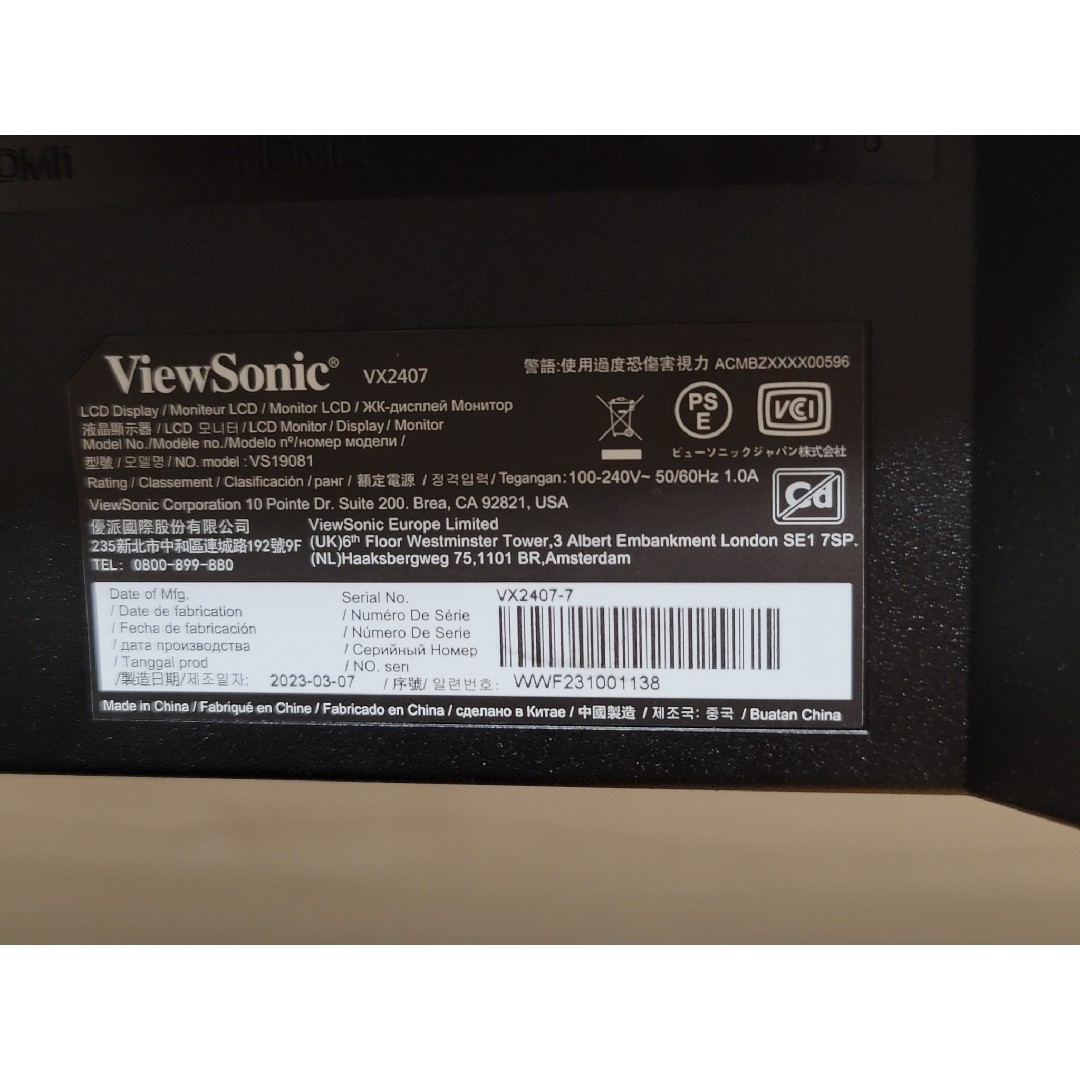 HDMI2
ViewSonic® VX2407
警語:使用過度恐傷害視力 ACMBZXXXX00596
LCD Display / Moniteur LCD / Monitor LCD / ЖК-дисплей Монитор
液晶顯示器 / LCD 모니터 / LCD Monitor / Display / Monitor
Model No./Modèle no./Modelo nº/номер модели /
型號 / 모델명 / NO. model : VS19081
PS
E
VCCI
ビューソニックジャパン株式会社
Rating / Classement / Clasificación / ранг / 額定電源 / 정격입력 / Tegangan: 100-240V~ 50/60Hz 1.0A
Cd
ViewSonic Corporation 10 Pointe Dr. Suite 200. Brea, CA 92821, USA
優派國際股份有限公司
235新北市中和區連城路192號9F
TEL: 0800-899-880
ViewSonic Europe Limited
(UK)6th Floor Westminster Tower,3 Albert Embankment London SE1 7SP.
(NL)Haaksbergweg 75,1101 BR,Amsterdam
Date of Mfg.
/ Date de fabrication
/ Fecha de fabricación
/ дата производства
/ Tanggal prod
/製造日期/제조일자: 2023-03-07
Serial No.
/ Numéro De Série
/ Número De Serie
/ Серийный Номер
/ NO. seri
/ 序號/ 일련번호: WWF231001138
VX2407-7
Made in China / Fabriqué en Chine / Fabricado en China / сделано в Китае / 中國製造 / 제조국: 중국 / Buatan China